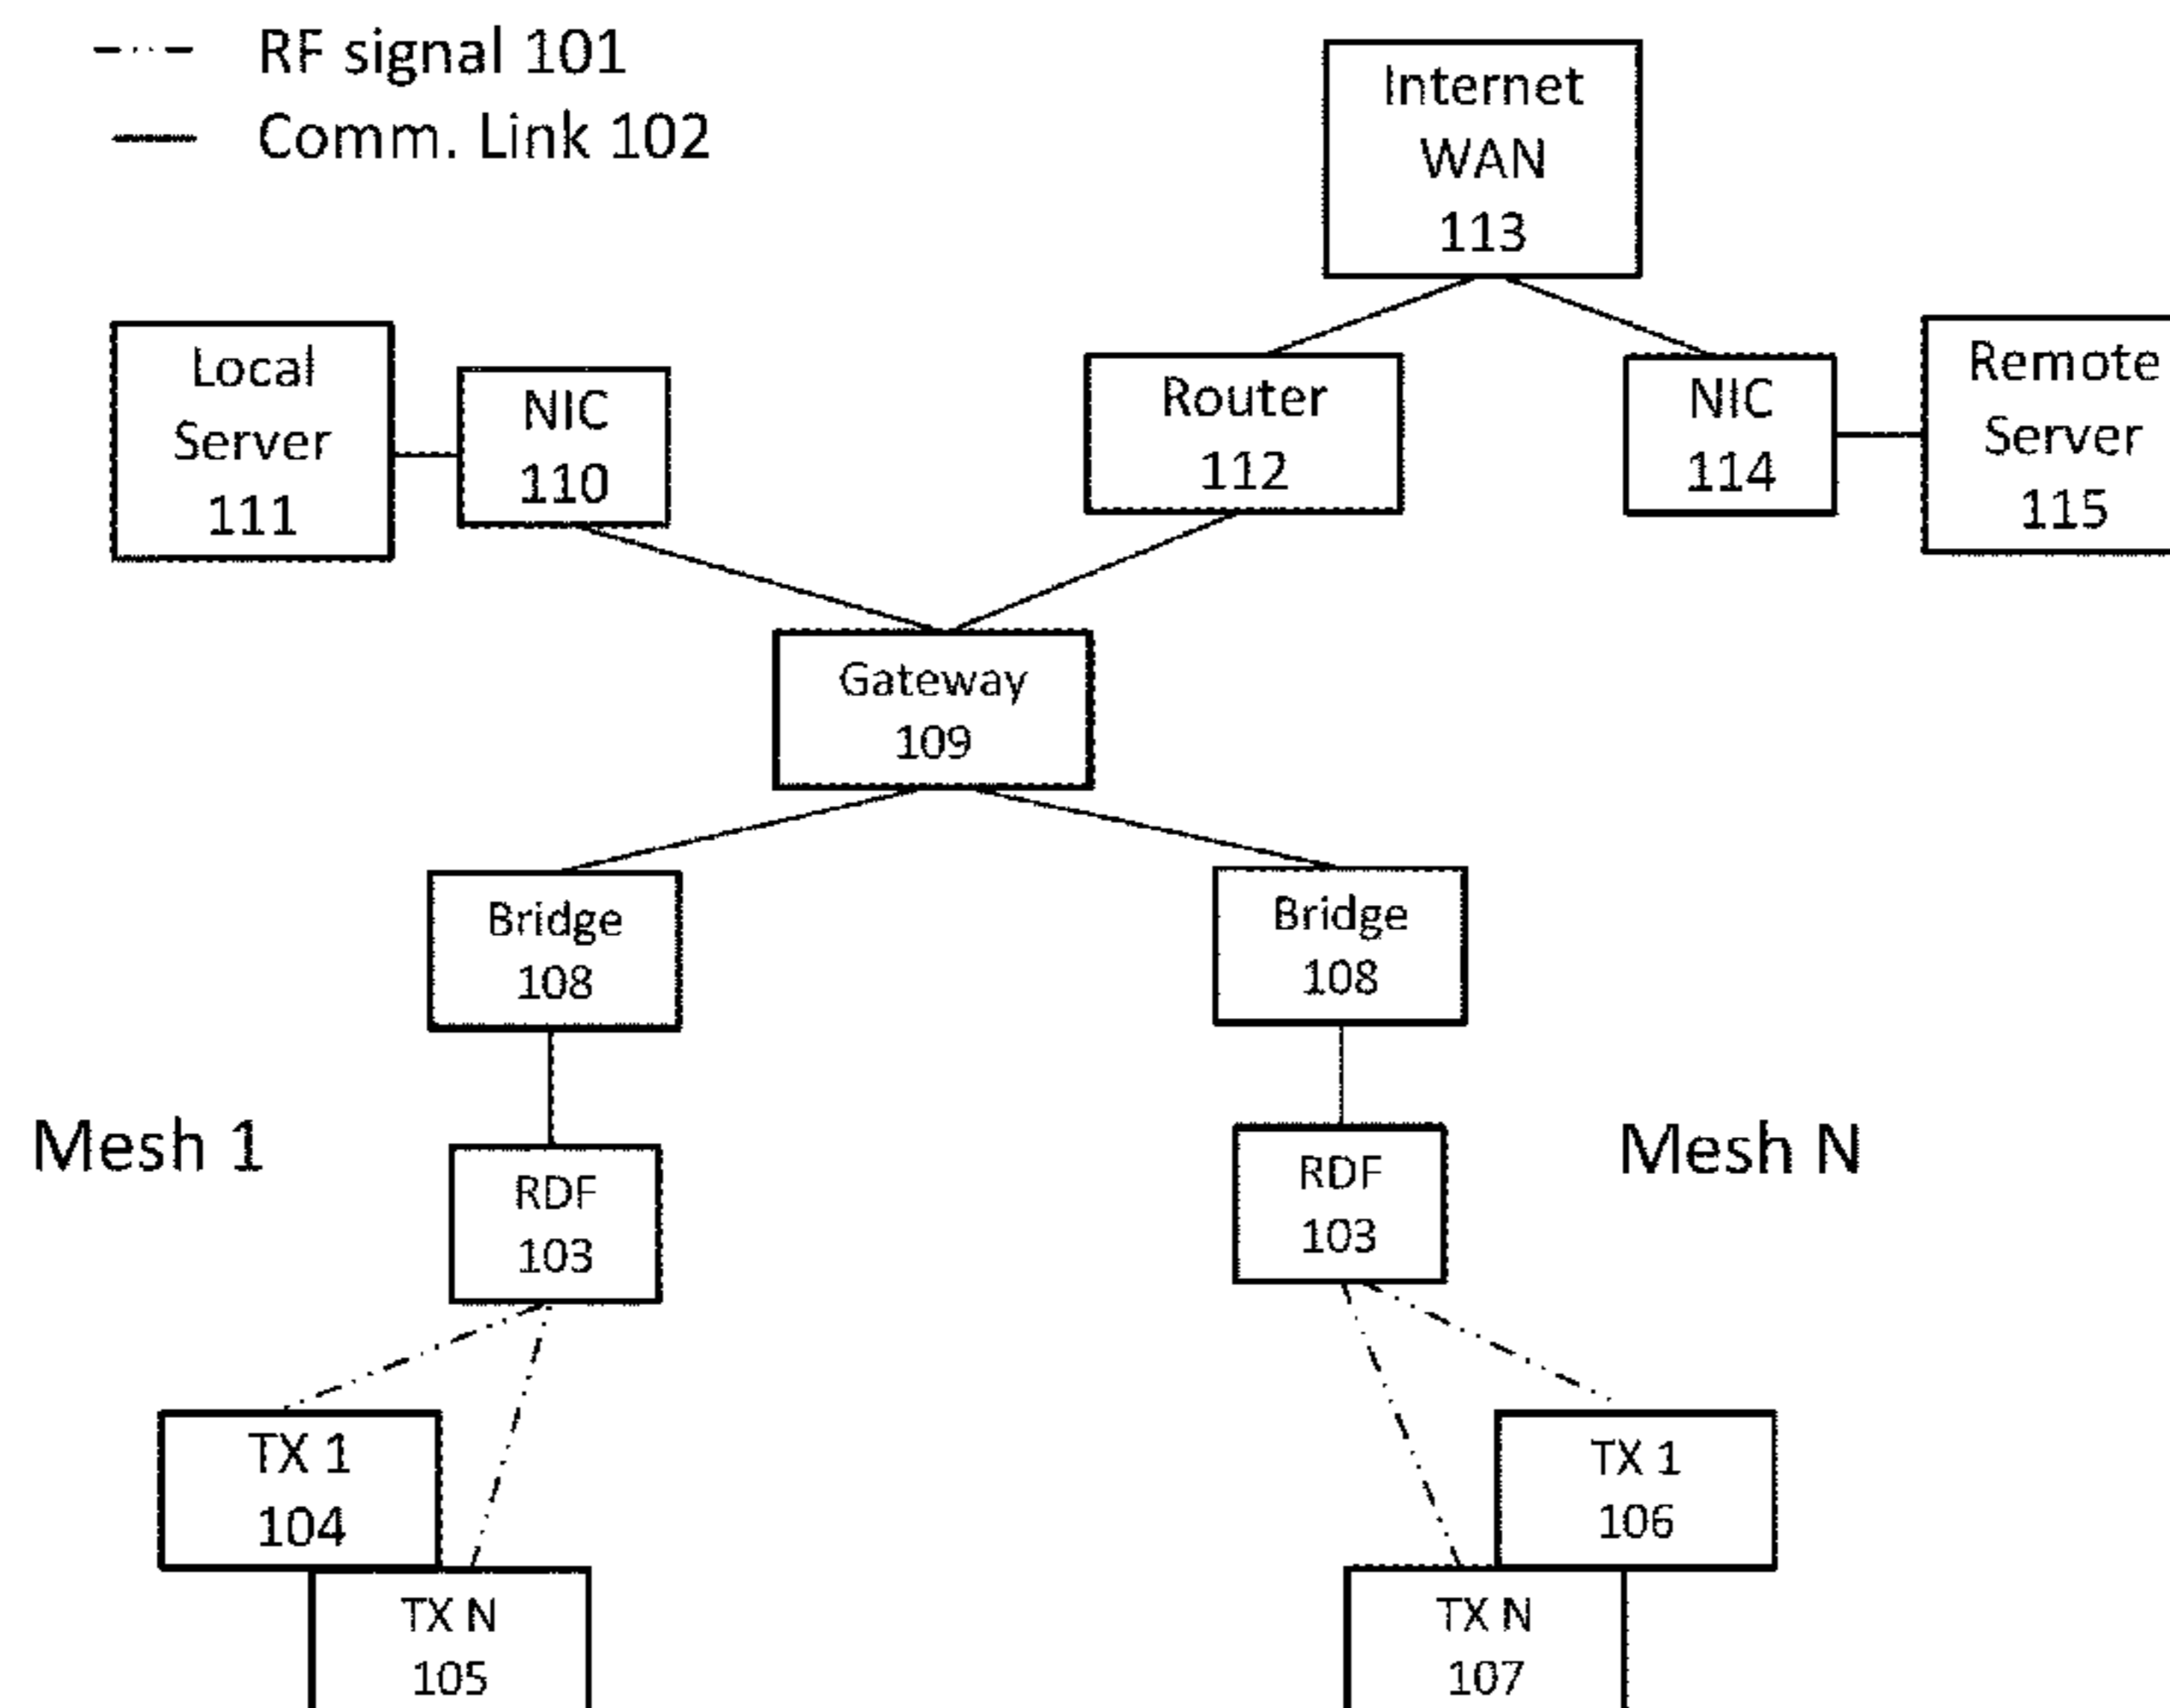 RF signal 101
Comm. Link 102
Internet
WAN
113
Local
Server
111
NIC
110
Router
112
NIC
114
Remote
Server
115
Gateway
109
Bridge
108
Bridge
108
Mesh 1
RDF
103
RDF
103
Mesh N
TX 1
104
TX N
105
TX 1
106
TX N
107